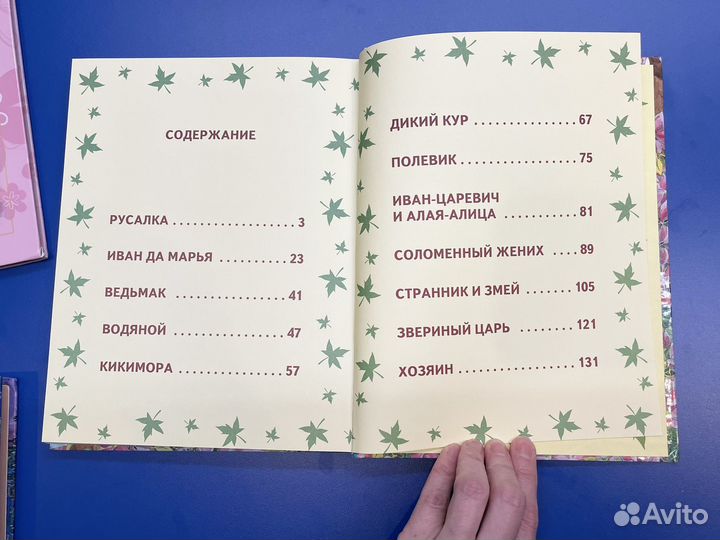 СОДЕРЖАНИЕ
РУСАЛКА .................... 3
ИВАН ДА МАРЬЯ ........... 23
ВЕДЬМАК .................. 41
ВОДЯНОЙ .................. 47
КИКИМОРА ................ 57
ДИКИЙ КУР ............... 67
ПОЛЕВИК ................. 75
ИВАН-ЦАРЕВИЧ
И АЛАЯ-АЛИЦА ........... 81
СОЛОМЕННЫЙ ЖЕНИХ .... 89
СТРАННИК И ЗМЕЙ ........ 105
ЗВЕРИНЫЙ ЦАРЬ ........ 121
ХОЗЯИН .................. 131
Avito